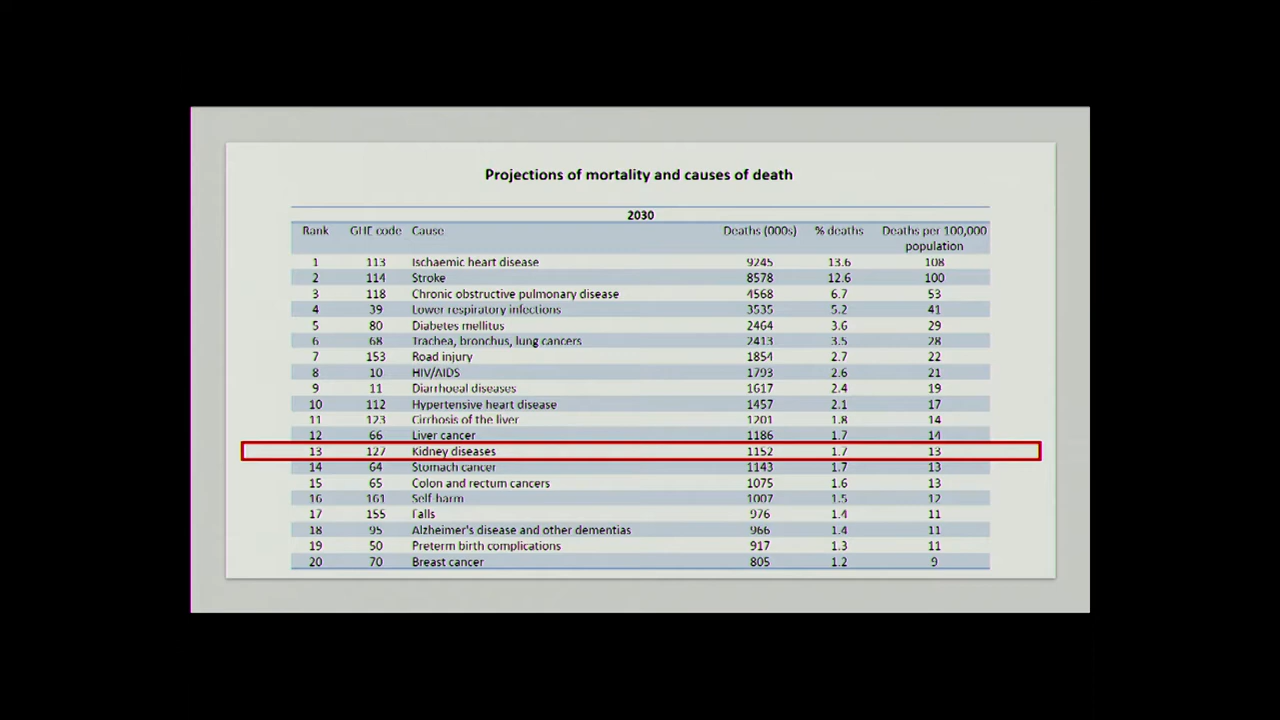 Projections of mortality and causes of death
2030
Rank GHE code Cause Deaths (000s) % deaths Deaths per 100,000 population
1 113 Ischaemic heart disease 9245 13.6 108
2 114 Stroke 8578 12.6 100
3 118 Chronic obstructive pulmonary disease 4568 6.7 53
4 39 Lower respiratory infections 3535 5.2 41
5 80 Diabetes mellitus 2464 3.6 29
6 68 Trachea, bronchus, lung cancers 2413 3.5 28
7 153 Road injury 1854 2.7 22
8 10 HIV/AIDS 1793 2.6 21
9 11 Diarrhoeal diseases 1617 2.4 19
10 112 Hypertensive heart disease 1457 2.1 17
11 123 Cirrhosis of the liver 1201 1.8 14
12 66 Liver cancer 1186 1.7 14
13 127 Kidney diseases 1152 1.7 13
14 64 Stomach cancer 1143 1.7 13
15 65 Colon and rectum cancers 1075 1.6 13
16 161 Self-harm 1007 1.5 12
17 155 Falls 976 1.4 11
18 95 Alzheimer's disease and other dementias 966 1.4 11
19 50 Preterm birth complications 917 1.3 11
20 70 Breast cancer 805 1.2 9